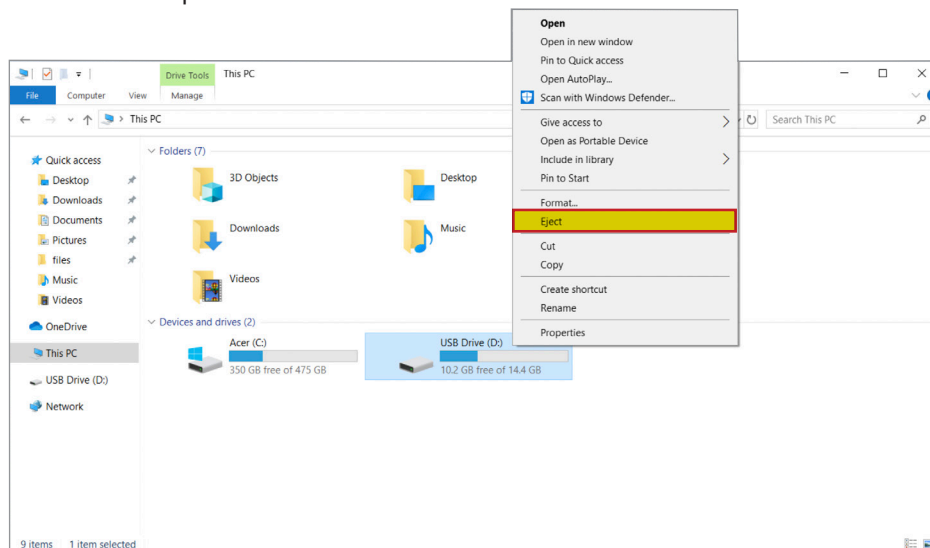 Open
Open in new window
Pin to Quick access
Open AutoPlay...
Scan with Windows Defender...
Give access to
Open as Portable Device
Include in library
Pin to Start
Format...
Eject
Cut
Copy
Create shortcut
Rename
Properties
Drive Tools This PC
File Computer View Manage
This PC
Search This PC
Quick access
Desktop
Downloads
Documents
Pictures
files
Music
Videos
OneDrive
This PC
USB Drive (D:)
Network
Folders (7)
3D Objects
Desktop
Downloads
Music
Videos
Devices and drives (2)
Acer (C:)
350 GB free of 475 GB
USB Drive (D:)
10.2 GB free of 14.4 GB
9 items 1 item selected